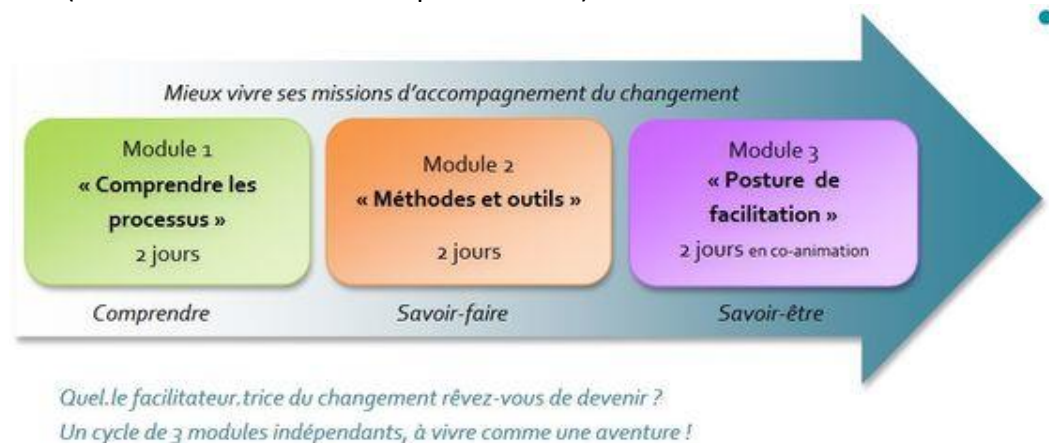 Mieux vivre ses missions d'accompagnement du changement
Module 1
« Comprendre les
processus »
2 jours
Module 2
« Méthodes et outils »
2 jours
Module 3
« Posture de
facilitation »
2 jours en co-animation
Comprendre
Savoir-faire
Savoir-être
Quel.le facilitateur.trice du changement rêvez-vous de devenir ?
Un cycle de 3 modules indépendants, à vivre comme une aventure !